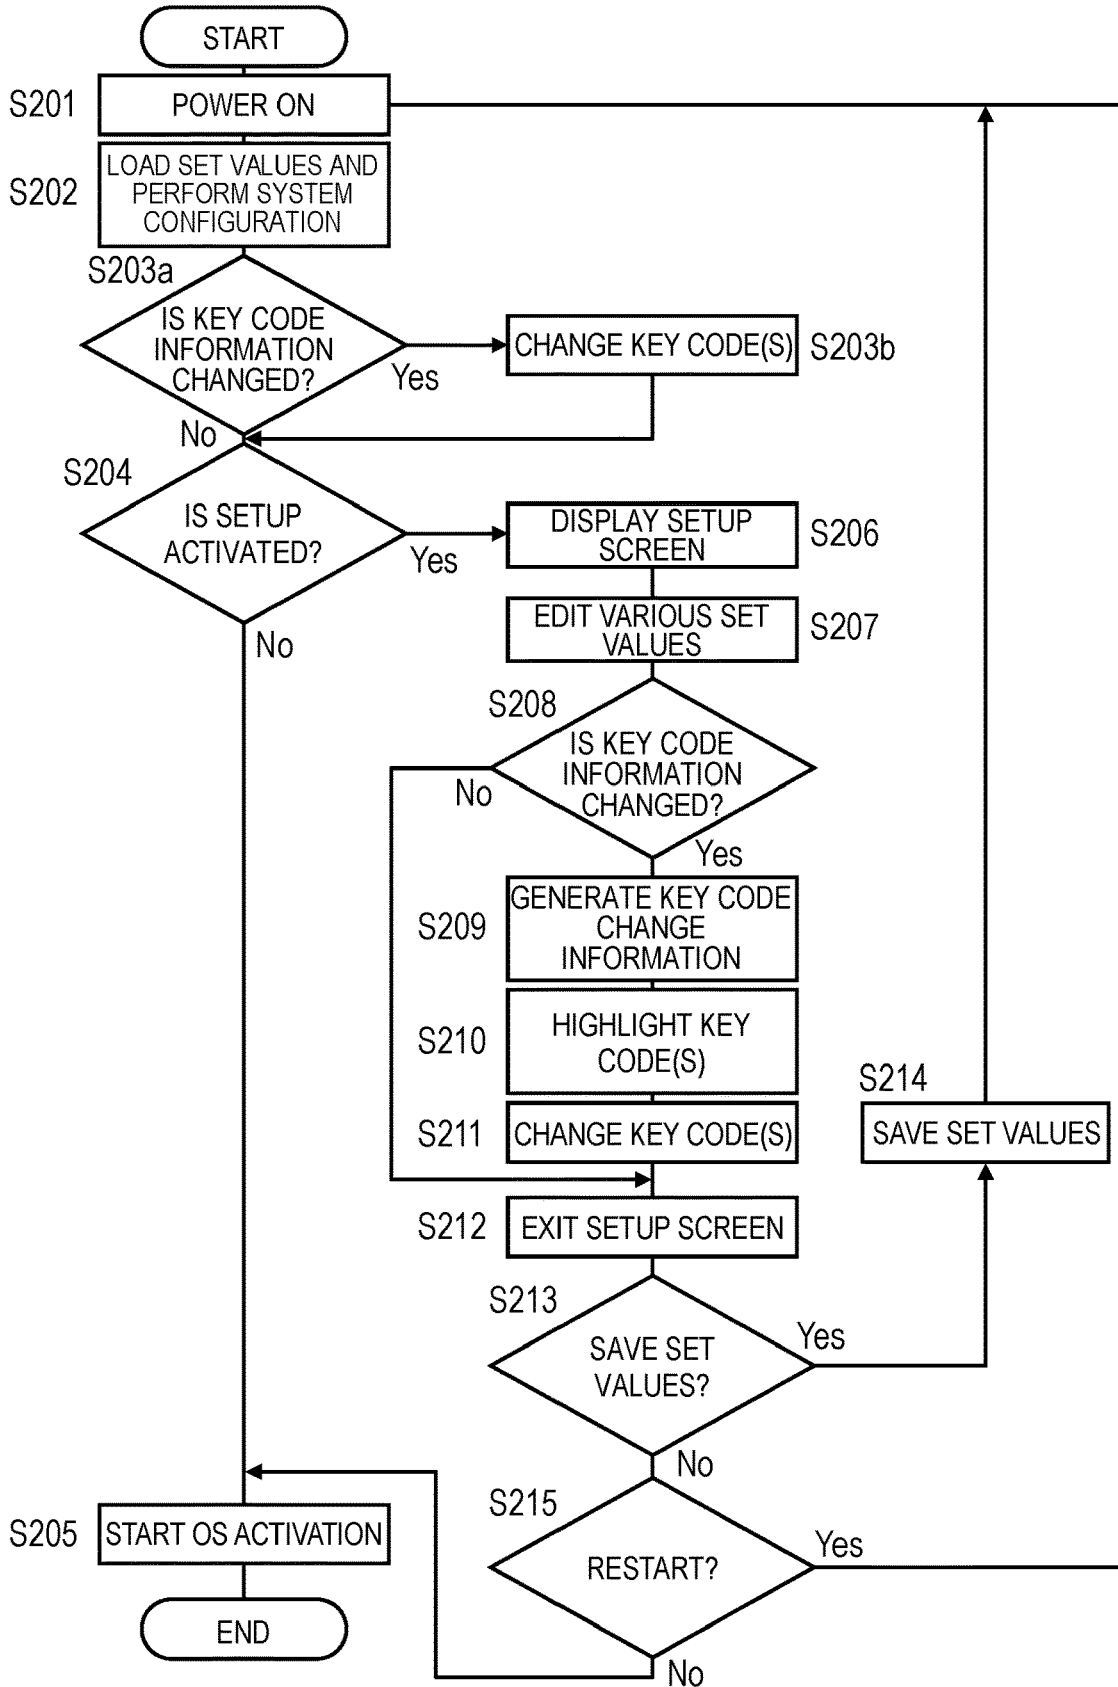 START
S201
POWER ON
S202
LOAD SET VALUES AND
PERFORM SYSTEM
CONFIGURATION
S203a
IS KEY CODE
INFORMATION
CHANGED?
Yes
CHANGE KEY CODE(S)
S203b
No
S204
IS SETUP
ACTIVATED?
Yes
No
DISPLAY SETUP
SCREEN
S206
EDIT VARIOUS SET
VALUES
S207
S208
IS KEY CODE
INFORMATION
CHANGED?
No
Yes
S209
GENERATE KEY CODE
CHANGE
INFORMATION
S210
HIGHLIGHT KEY
CODE(S)
S211
CHANGE KEY CODE(S)
S214
SAVE SET VALUES
S212
EXIT SETUP SCREEN
S213
SAVE SET
VALUES?
Yes
No
S215
RESTART?
Yes
No
S205
START OS ACTIVATION
END